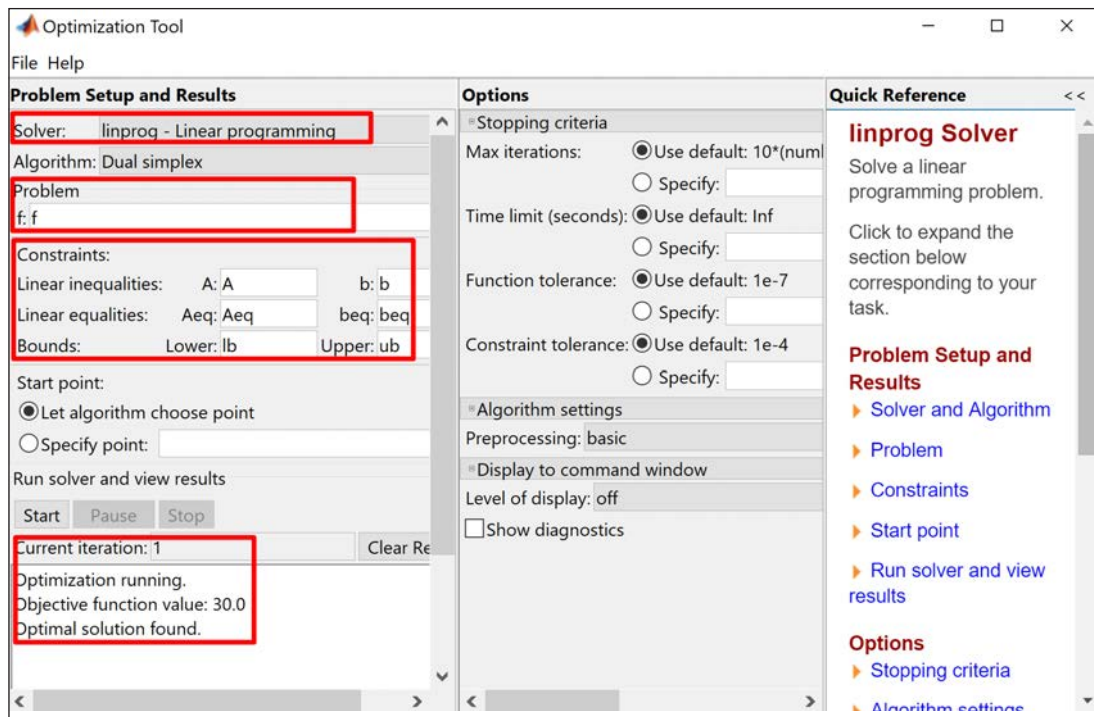 Optimization Tool
File Help
Problem Setup and Results
Solver: linprog - Linear programming
Algorithm: Dual simplex
Problem
f: f
Constraints:
Linear inequalities: A: A b: b
Linear equalities: Aeq: Aeq beq: beq
Bounds: Lower: lb Upper: ub
Start point:
Let algorithm choose point
Specify point:
Run solver and view results
Start Pause Stop
Current iteration: 1 Clear Re
Optimization running.
Objective function value: 30.0
Optimal solution found.
Options
Stopping criteria
Max iterations: Use default: 10*(numl
Specify:
Time limit (seconds): Use default: Inf
Specify:
Function tolerance: Use default: 1e-7
Specify:
Constraint tolerance: Use default: 1e-4
Specify:
Algorithm settings
Preprocessing: basic
Display to command window
Level of display: off
Show diagnostics
Quick Reference <<
linprog Solver
Solve a linear
programming problem.
Click to expand the
section below
corresponding to your
task.
Problem Setup and
Results
Solver and Algorithm
Problem
Constraints
Start point
Run solver and view
results
Options
Stopping criteria
Algorithm settings